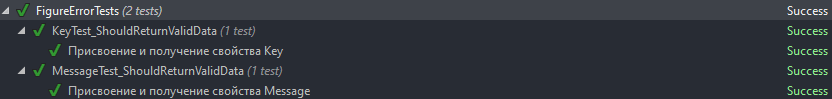 FigureErrorTests (2 tests) Success
KeyTest_ShouldReturnValidData (1 test) Success
Присвоение и получение свойства Key Success
MessageTest_ShouldReturnValidData (1 test) Success
Присвоение и получение свойства Message Success